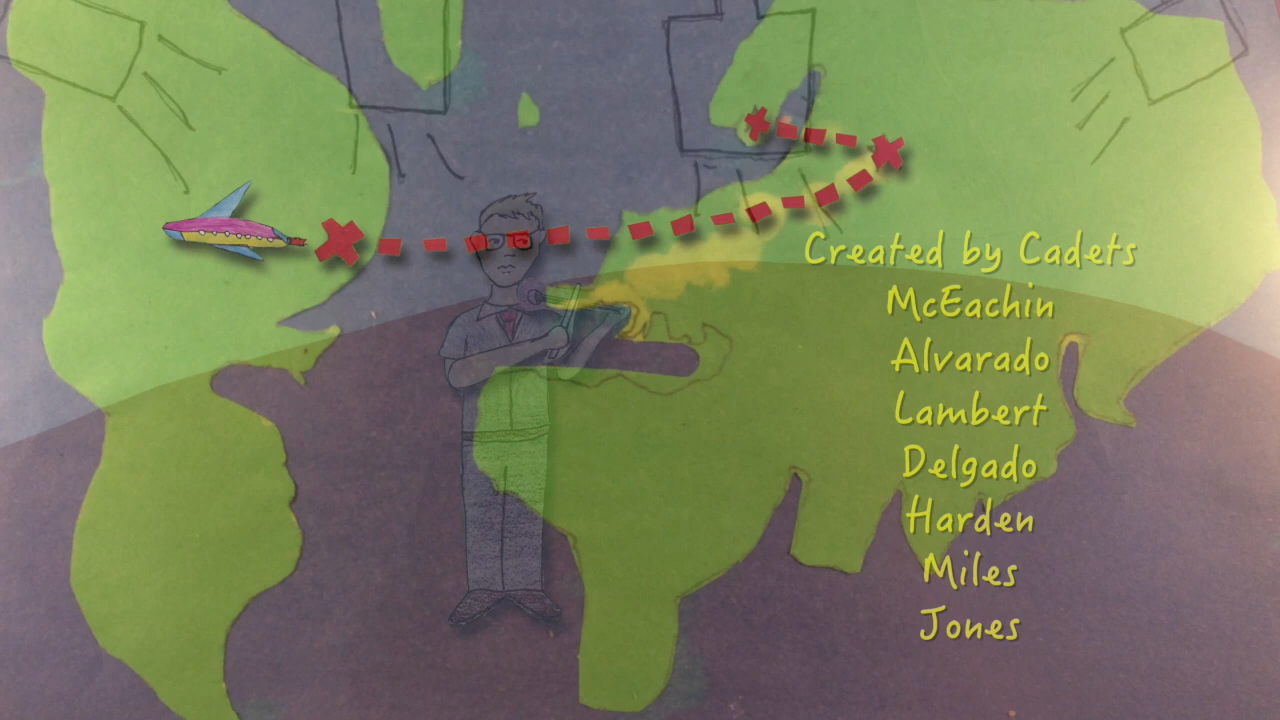 Created by Cadets
McEachin
Alvarado
Lambert
Delgado
Harden
Miles
Jones